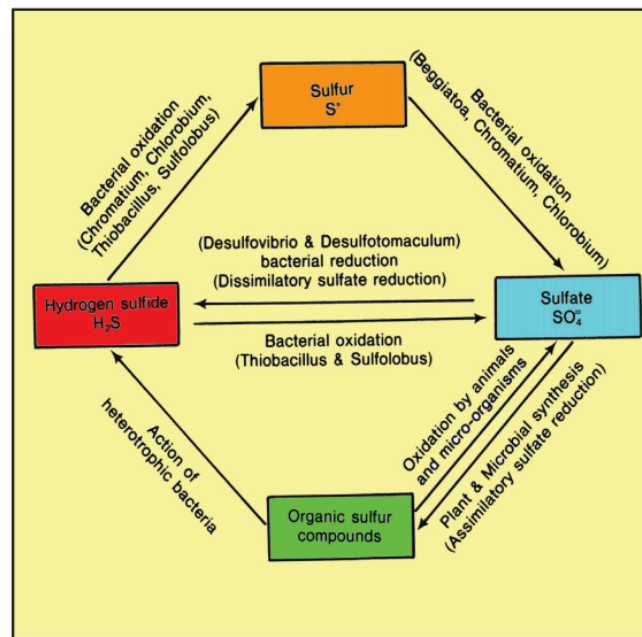 Sulfur
S°
Bacterial oxidation
(Chromatium, Chlorobium,
Thiobacillus, Sulfolobus)
Bacterial oxidation
(Beggiatoa, Chromatium, Chlorobium)
(Desulfovibrio & Desulfotomaculum)
bacterial reduction
(Dissimilatory sulfate reduction)
Hydrogen sulfide
H₂S
Sulfate
SO₄⁼
Bacterial oxidation
(Thiobacillus & Sulfolobus)
Action of
heterotrophic bacteria
Oxidation by animals
and micro-organisms
Plant & Microbial synthesis
(Assimilatory sulfate reduction)
Organic sulfur
compounds